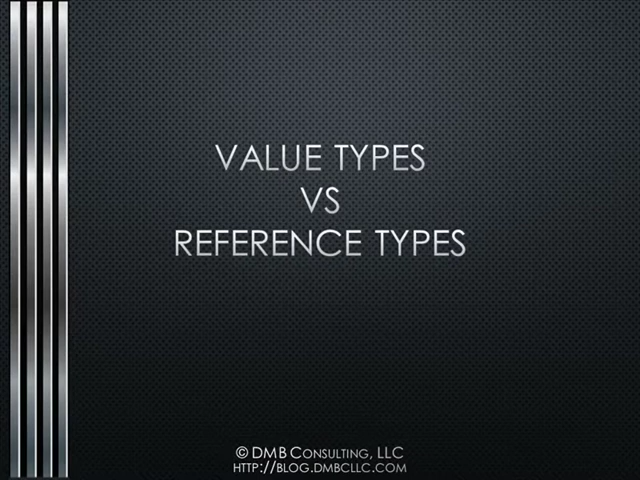 VALUE TYPES
VS
REFERENCE TYPES
© DMB CONSULTING, LLC
HTTP://BLOG.DMBCLLC.COM